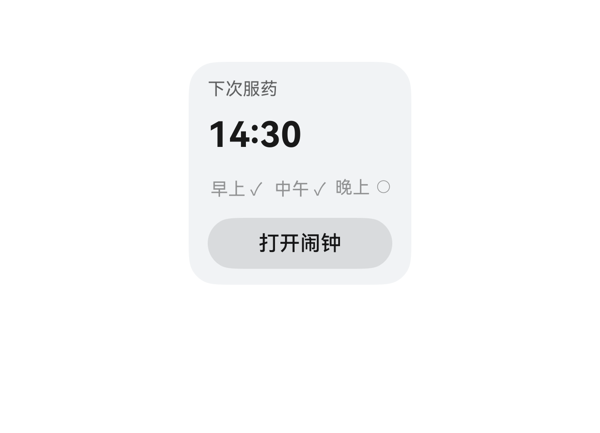 下次服药
14:30
早上 ✓ 中午 ✓ 晚上 ○
打开闹钟